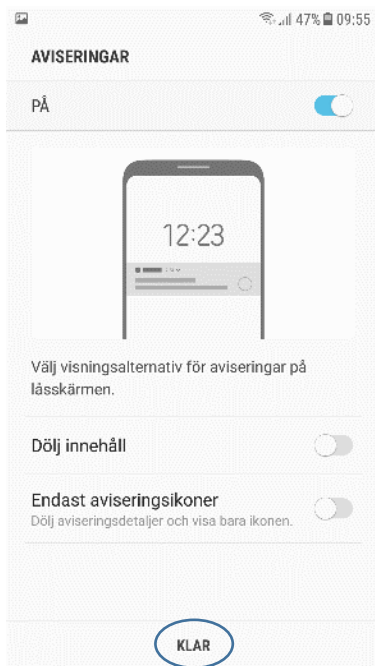 47% 09:55
AVISERINGAR
PÅ
12:23
Välj visningsalternativ för aviseringar på
låsskärmen.
Dölj innehåll
Endast aviseringsikoner
Dölj aviseringsdetaljer och visa bara ikonen.
KLAR